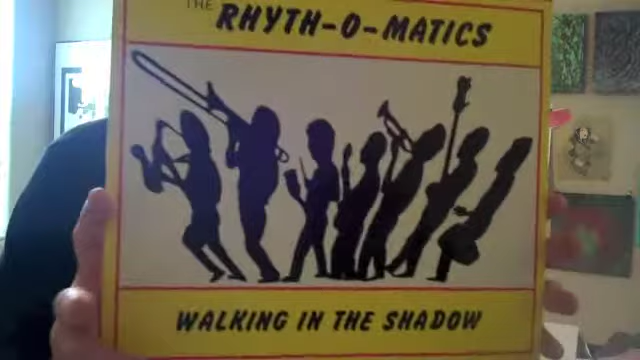 THE
RHYTH-O-MATICS
WALKING IN THE SHADOW